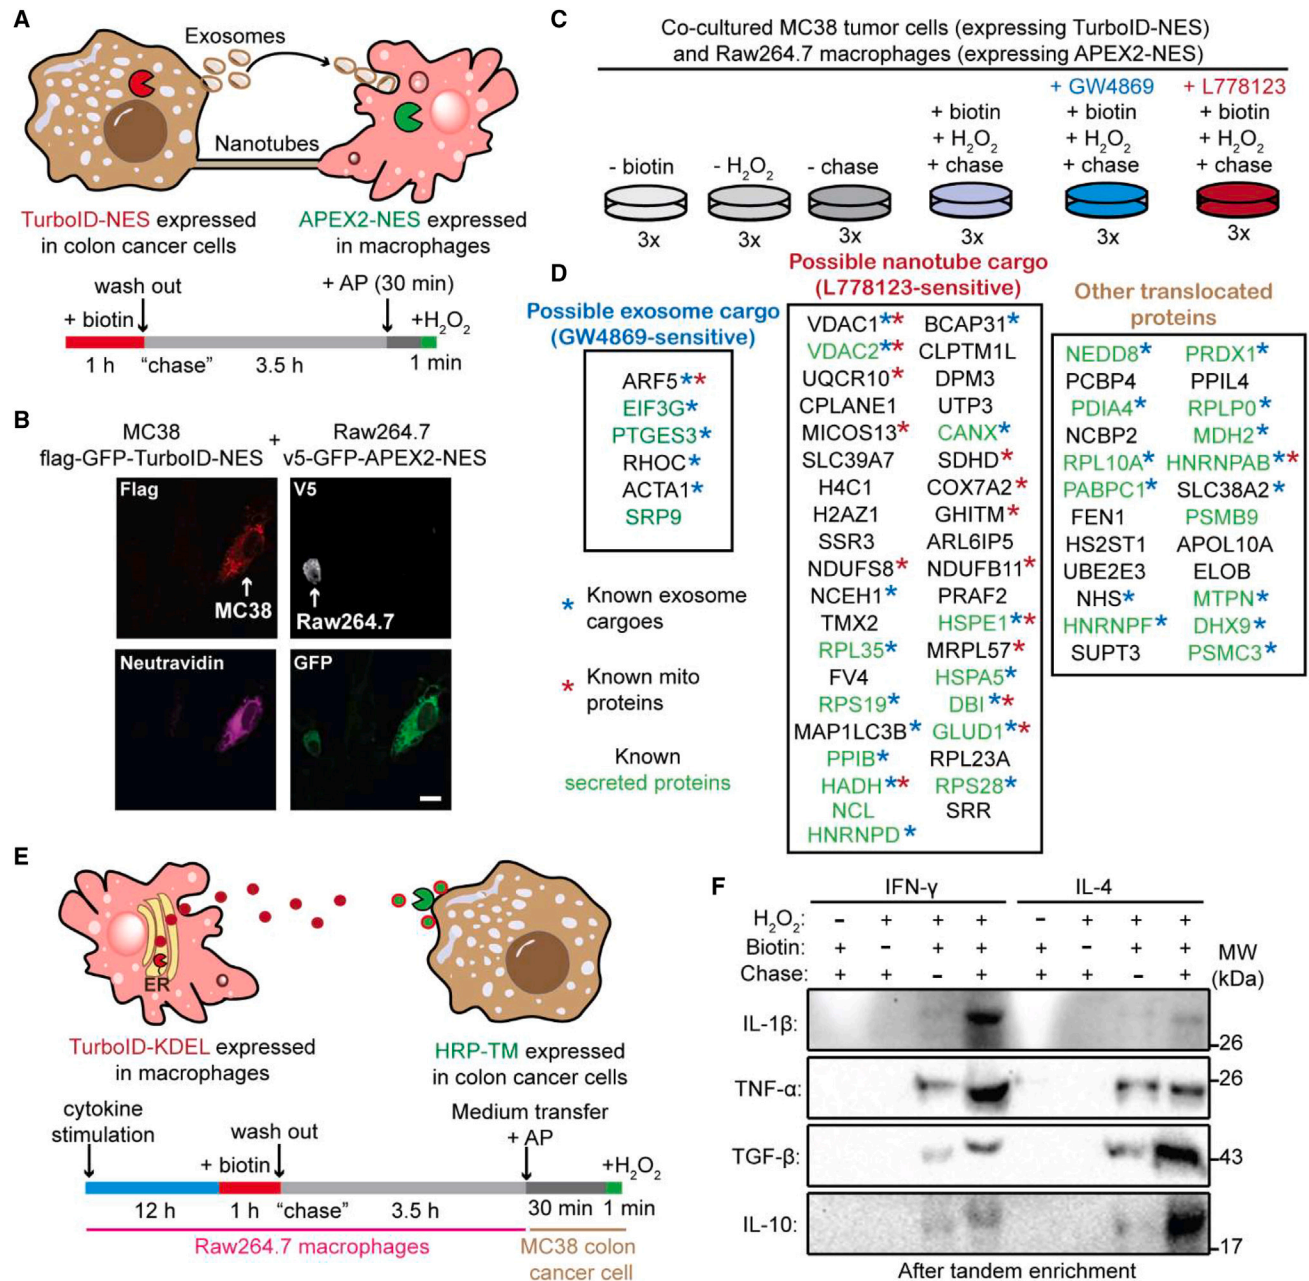 A
Exosomes
Nanotubes
TurboID-NES expressed
in colon cancer cells
APEX2-NES expressed
in macrophages
wash out
+ AP (30 min)
+ biotin
+H2O2
1 h
“chase”
3.5 h
1 min
B
MC38
flag-GFP-TurboID-NES
+
Raw264.7
v5-GFP-APEX2-NES
Flag
MC38
V5
Raw264.7
Neutravidin
GFP
C
Co-cultured MC38 tumor cells (expressing TurboID-NES)
and Raw264.7 macrophages (expressing APEX2-NES)
- biotin
3x
- H2O2
3x
- chase
3x
+ biotin
+ H2O2
+ chase
3x
+ GW4869
+ biotin
+ H2O2
+ chase
3x
+ L778123
+ biotin
+ H2O2
+ chase
3x
D
Possible exosome cargo
(GW4869-sensitive)
ARF5**
EIF3G*
PTGES3*
RHOC*
ACTA1*
SRP9
* Known exosome
cargoes
* Known mito
proteins
Known
secreted proteins
Possible nanotube cargo
(L778123-sensitive)
VDAC1** BCAP31*
VDAC2** CLPTM1L
UQCR10* DPM3
CPLANE1 UTP3
MICOS13* CANX*
SLC39A7 SDHD*
H4C1 COX7A2*
H2AZ1 GHITM*
SSR3 ARL6IP5
NDUFS8* NDUFB11*
NCEH1* PRAF2
TMX2 HSPE1**
RPL35* MRPL57*
FV4 HSPA5*
RPS19* DBI**
MAP1LC3B* GLUD1**
PPIB* RPL23A
HADH** RPS28*
NCL SRR
HNRNPD*
Other translocated
proteins
NEDD8* PRDX1*
PCBP4 PPIL4
PDIA4* RPLP0*
NCBP2 MDH2*
RPL10A* HNRNPAB**
PABPC1* SLC38A2*
FEN1 PSMB9
HS2ST1 APOL10A
UBE2E3 ELOB
NHS* MTPN*
HNRNPF* DHX9*
SUPT3 PSMC3*
E
ER
TurboID-KDEL expressed
in macrophages
HRP-TM expressed
in colon cancer cells
cytokine
stimulation
+ biotin
wash out
Medium transfer
+ AP
+H2O2
12 h
1 h
“chase”
3.5 h
30 min
1 min
Raw264.7 macrophages
MC38 colon
cancer cell
F
IFN-γ IL-4
H2O2: - + + + - + + +
Biotin: + - + + + - + +
Chase: + + - + + + - +
MW
(kDa)
IL-1β:
26
TNF-α:
26
TGF-β:
43
IL-10:
17
After tandem enrichment